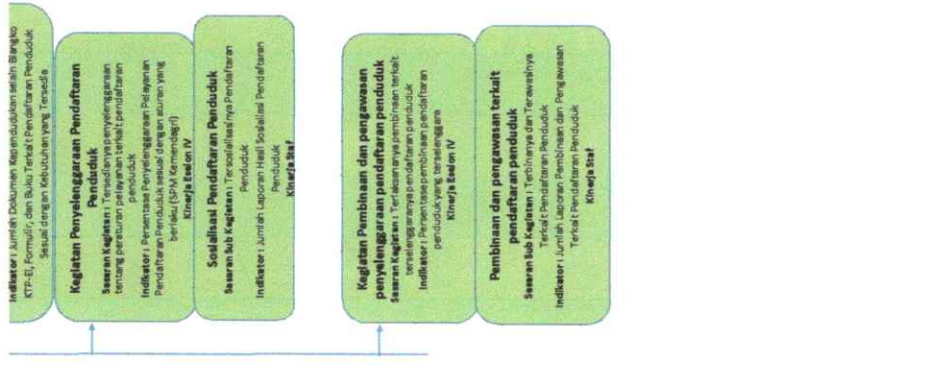 Indikator : Jumlah Dokumen Kependudukan selain Blangko
KTP-El, Formulir, dan Buku Terkait Pendaftaran Penduduk
Sesuai dengan Kebutuhan yang Tersedia
Kegiatan Penyelenggaraan Pendaftaran
Penduduk
Sasaran Kegiatan : Tersedianya penyelenggaraan
tentang peraturan pelayanan terkait pendaftaran
penduduk
Indikator : Persentase Penyelenggaraan Pelayanan
Pendaftaran Penduduk sesuai dengan aturan yang
berlaku (SPM Kemendagri)
Kinerja Eselon IV
Sosialisasi Pendaftaran Penduduk
Sasaran Sub Kegiatan : Tersosialisasinya Pendaftaran
Penduduk
Indikator : Jumlah Laporan Hasil Sosialisasi Pendaftaran
Penduduk
Kinerja Staf
Kegiatan Pembinaan dan pengawasan
penyelenggaraan pendaftaran penduduk
Sasaran Kegiatan : Terlaksananya pembinaan terkait
terselenggaranya pendaftaran penduduk
Indikator : Persentase pembinaan pendaftaran
penduduk yang terselenggara
Kinerja Eselon IV
Pembinaan dan pengawasan terkait
pendaftaran penduduk
Sasaran Sub Kegiatan : Terbinanya dan Terawasinya
Terkait Pendaftaran Penduduk
Indikator : Jumlah Laporan Pembinaan dan Pengawasan
Terkait Pendaftaran Penduduk
Kinerja Staf